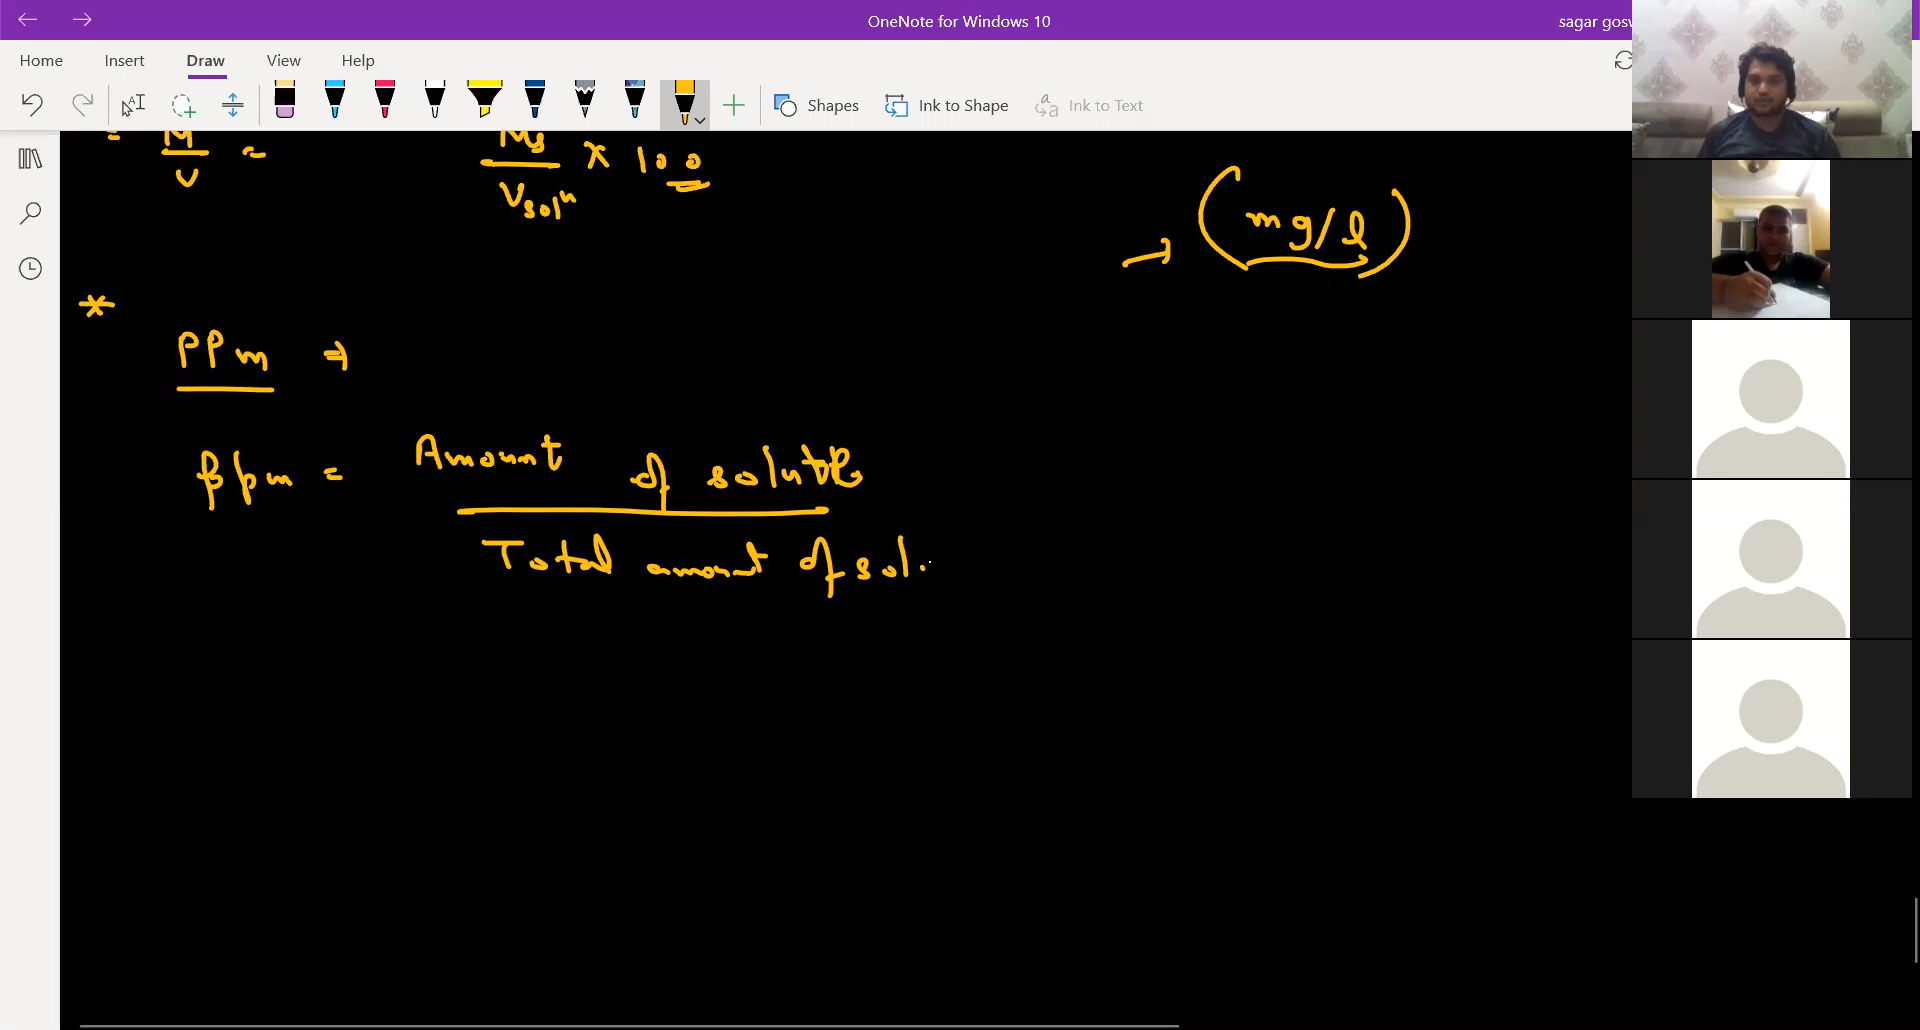 OneNote for Windows 10
sagar gos
Home Insert Draw View Help
Shapes Ink to Shape Ink to Text
= M/V = Ms/Vsolⁿ × 100
→ (mg/l)
*
PPm ⇒
ppm = Amount of solute
Total amount of sol.